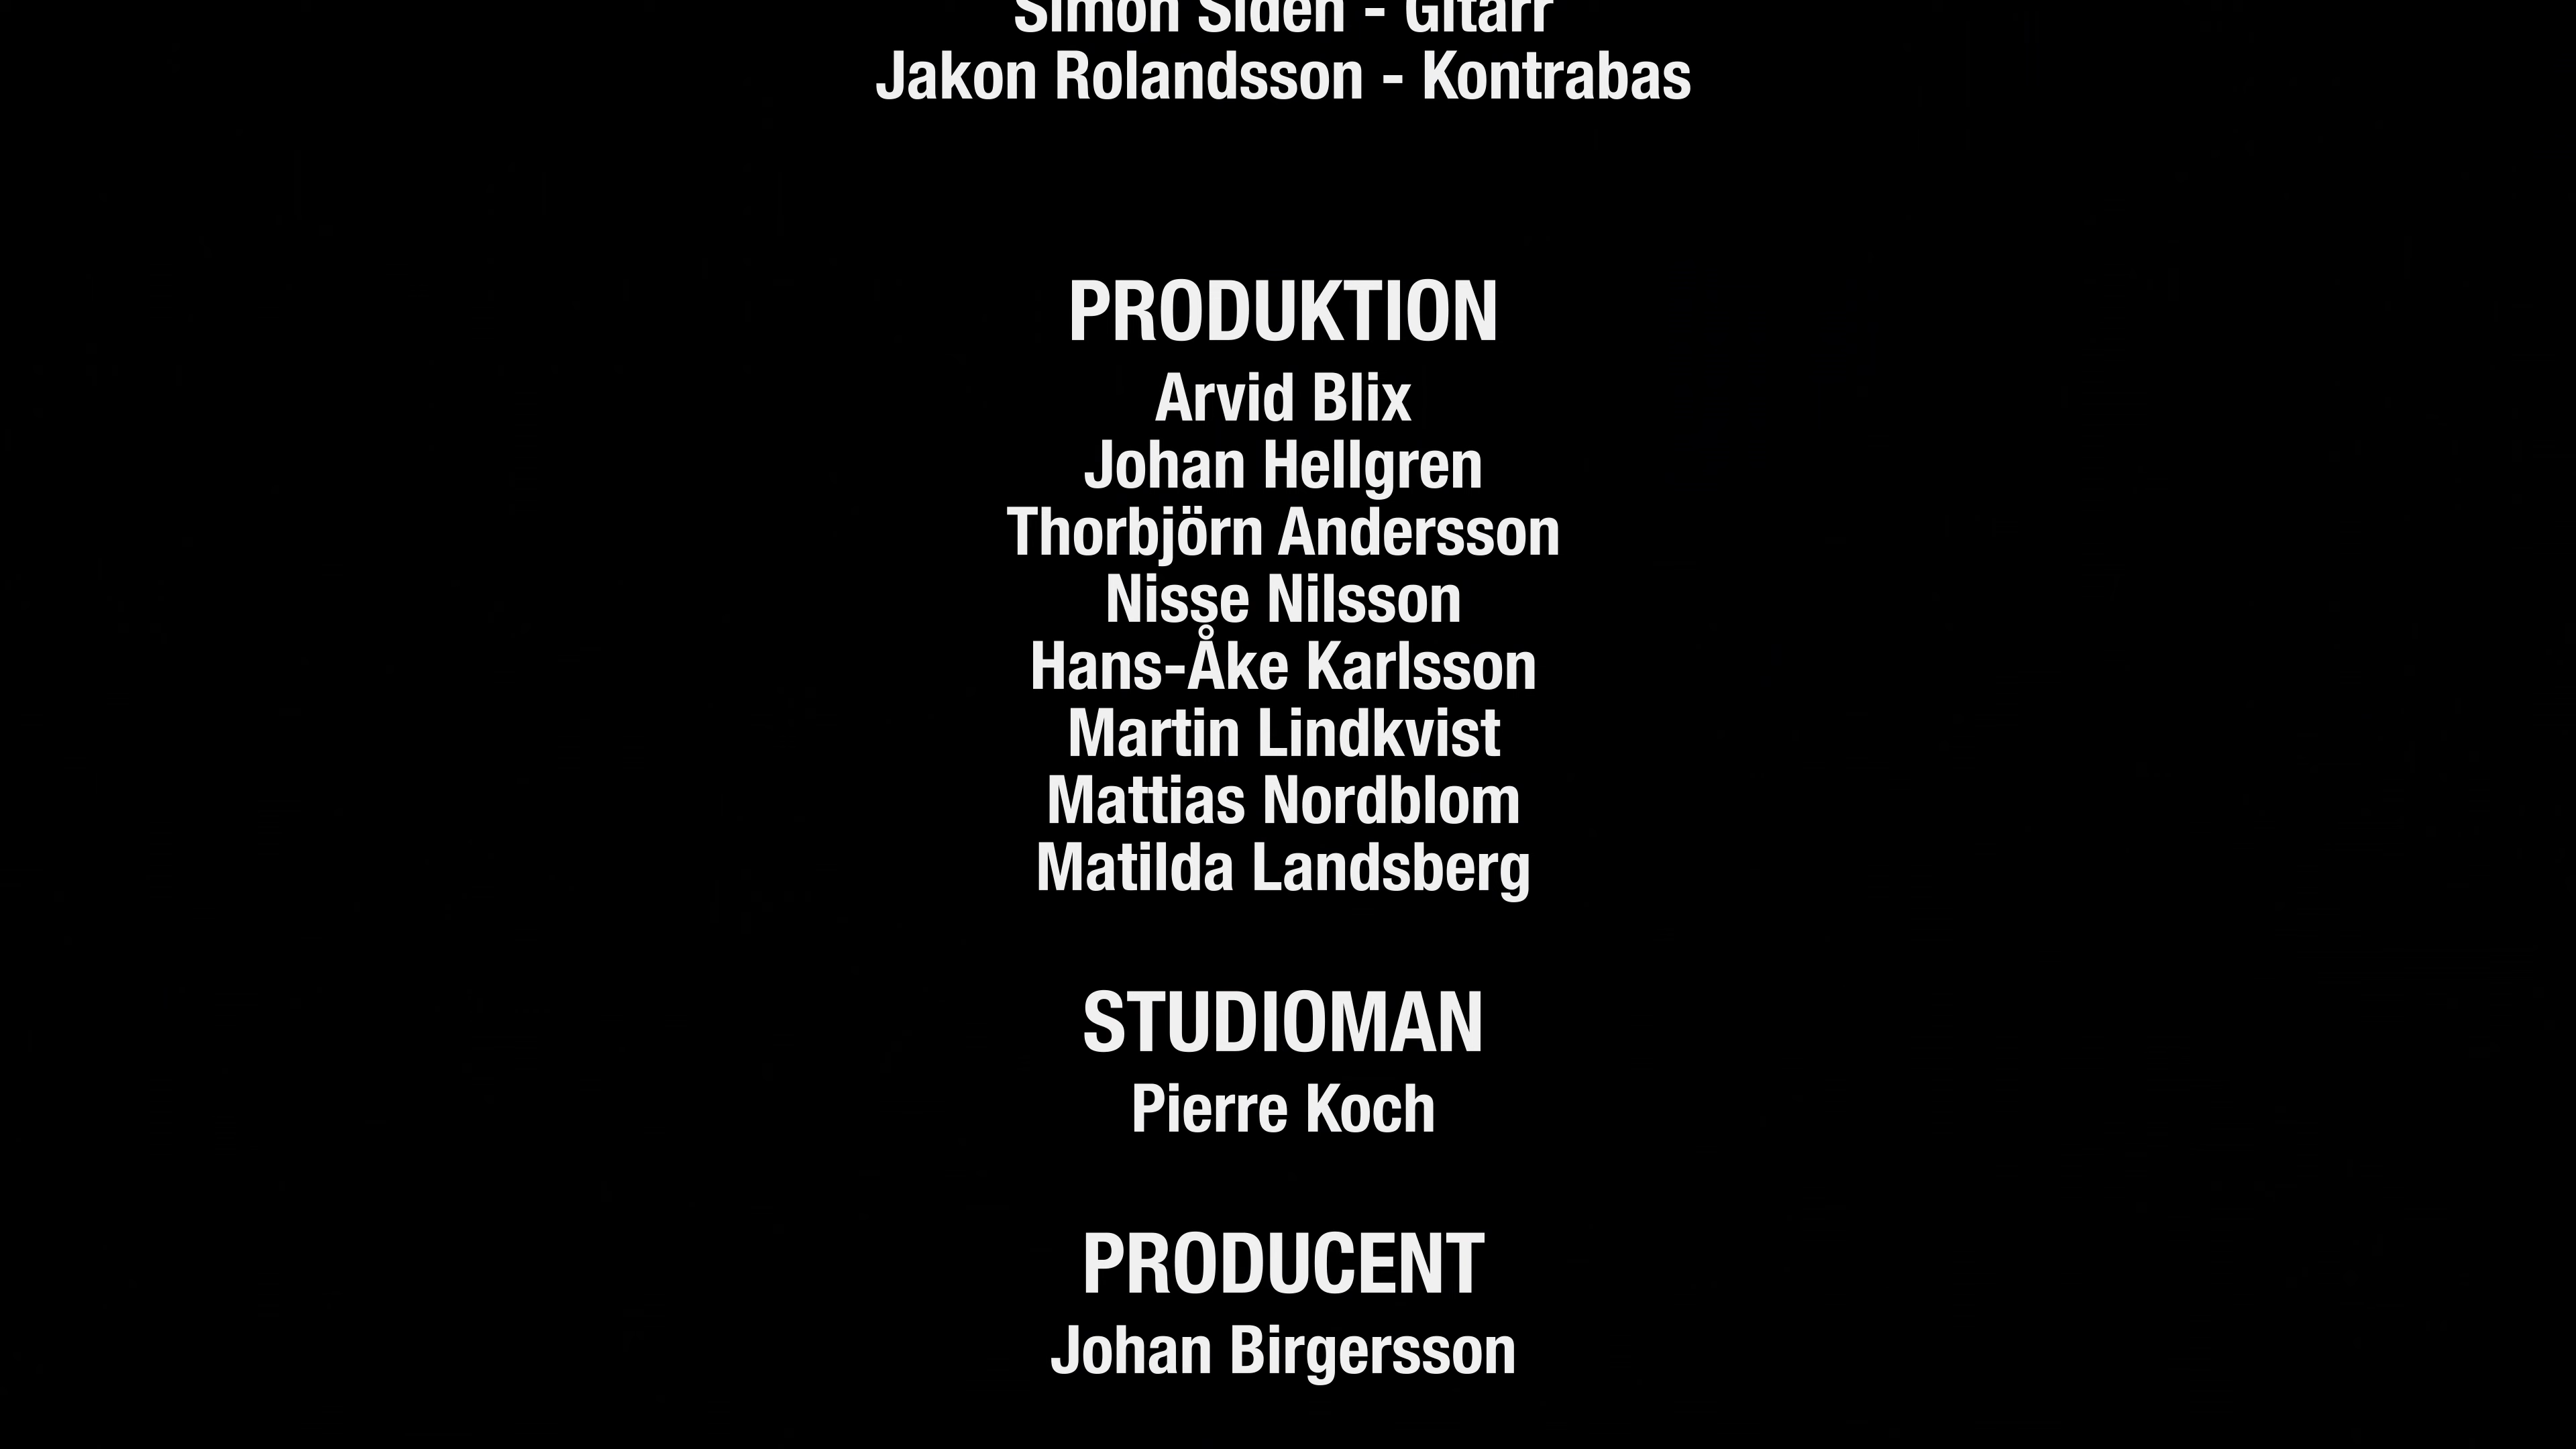 Simon Siden - Gitarr
Jakon Rolandsson - Kontrabas
PRODUKTION
Arvid Blix
Johan Hellgren
Thorbjörn Andersson
Nisse Nilsson
Hans-Åke Karlsson
Martin Lindkvist
Mattias Nordblom
Matilda Landsberg
STUDIOMAN
Pierre Koch
PRODUCENT
Johan Birgersson